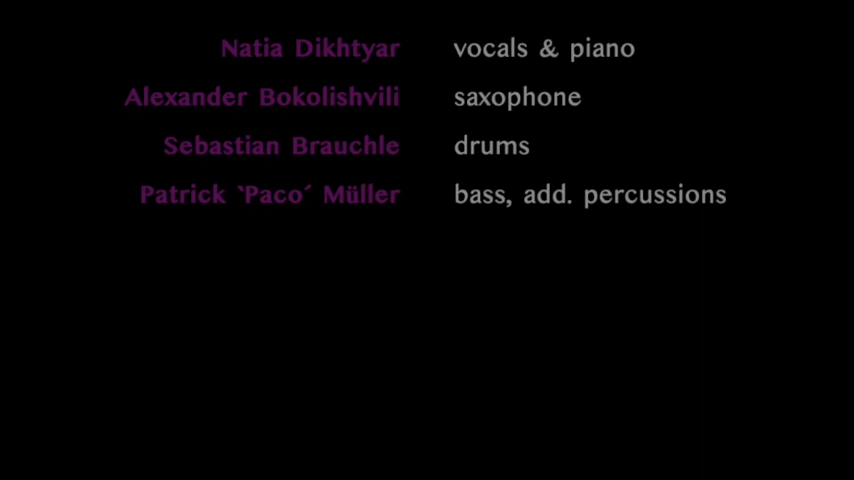 Natia Dikhtyar vocals & piano
Alexander Bokolishvili saxophone
Sebastian Brauchle drums
Patrick `Paco´ Müller bass, add. percussions